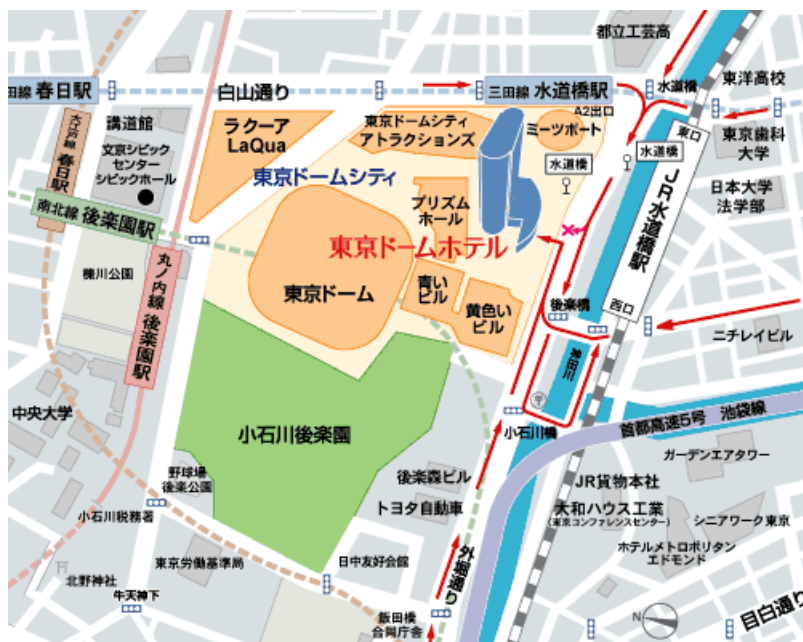 都立工芸高
田線 春日駅
白山通り
三田線 水道橋駅
水道橋
東洋高校
A2出口
大江戸線 春日駅
講道館
文京シビック
センター
シビックホール
ラクーア
LaQua
東京ドームシティ
アトラクションズ
ミーツポート
水道橋
水道橋
東口
東京歯科
大学
東京ドームシティ
プリズム
ホール
JR水道橋駅
日本大学
法学部
南北線 後楽園駅
東京ドームホテル
礫川公園
丸ノ内線 後楽園駅
東京ドーム
青い
ビル
黄色い
ビル
後楽橋
西口
ニチレイビル
神田川
中央大学
小石川後楽園
小石川橋
首都高速5号 池袋線
ガーデンエアタワー
野球場
後楽公園
後楽森ビル
トヨタ自動車
JR貨物本社
大和ハウス工業
(東京コンファレンスセンター)
シニアワーク東京
小石川税務署
外堀通り
ホテルメトロポリタン
エドモンド
東京労働基準局
日中友好会館
北野神社
牛天神下
飯田橋
合同庁舎
N
目白通り